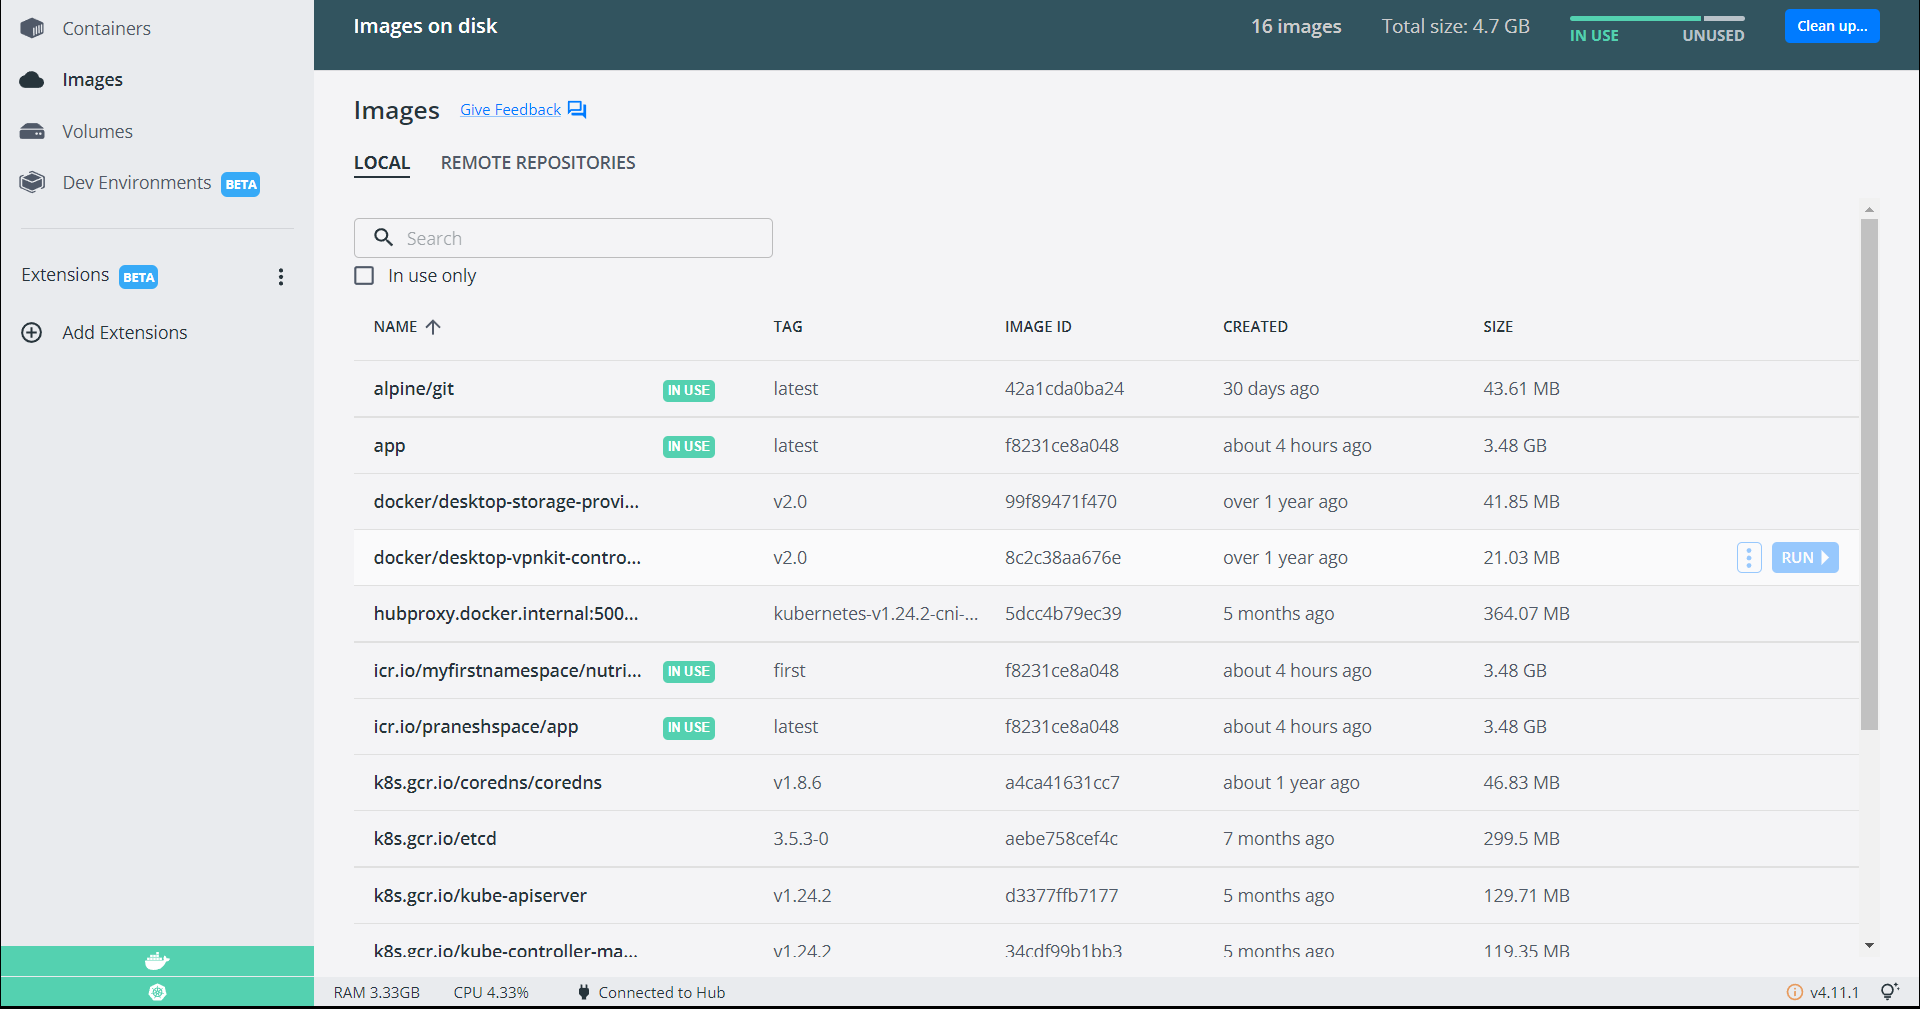 Containers
Images
Volumes
Dev Environments BETA
Extensions BETA
Add Extensions
Images on disk
16 images
Total size: 4.7 GB
IN USE
UNUSED
Clean up...
Images
Give Feedback
LOCAL
REMOTE REPOSITORIES
Search
In use only
NAME TAG IMAGE ID CREATED SIZE
alpine/git IN USE latest 42a1cda0ba24 30 days ago 43.61 MB
app IN USE latest f8231ce8a048 about 4 hours ago 3.48 GB
docker/desktop-storage-provi... v2.0 99f89471f470 over 1 year ago 41.85 MB
docker/desktop-vpnkit-contro... v2.0 8c2c38aa676e over 1 year ago 21.03 MB RUN
hubproxy.docker.internal:500... kubernetes-v1.24.2-cni-... 5dcc4b79ec39 5 months ago 364.07 MB
icr.io/myfirstnamespace/nutri... IN USE first f8231ce8a048 about 4 hours ago 3.48 GB
icr.io/praneshspace/app IN USE latest f8231ce8a048 about 4 hours ago 3.48 GB
k8s.gcr.io/coredns/coredns v1.8.6 a4ca41631cc7 about 1 year ago 46.83 MB
k8s.gcr.io/etcd 3.5.3-0 aebe758cef4c 7 months ago 299.5 MB
k8s.gcr.io/kube-apiserver v1.24.2 d3377ffb7177 5 months ago 129.71 MB
k8s.gcr.io/kube-controller-ma... v1.24.2 34cdf99b1bb3 5 months ago 119.35 MB
RAM 3.33GB CPU 4.33% Connected to Hub v4.11.1